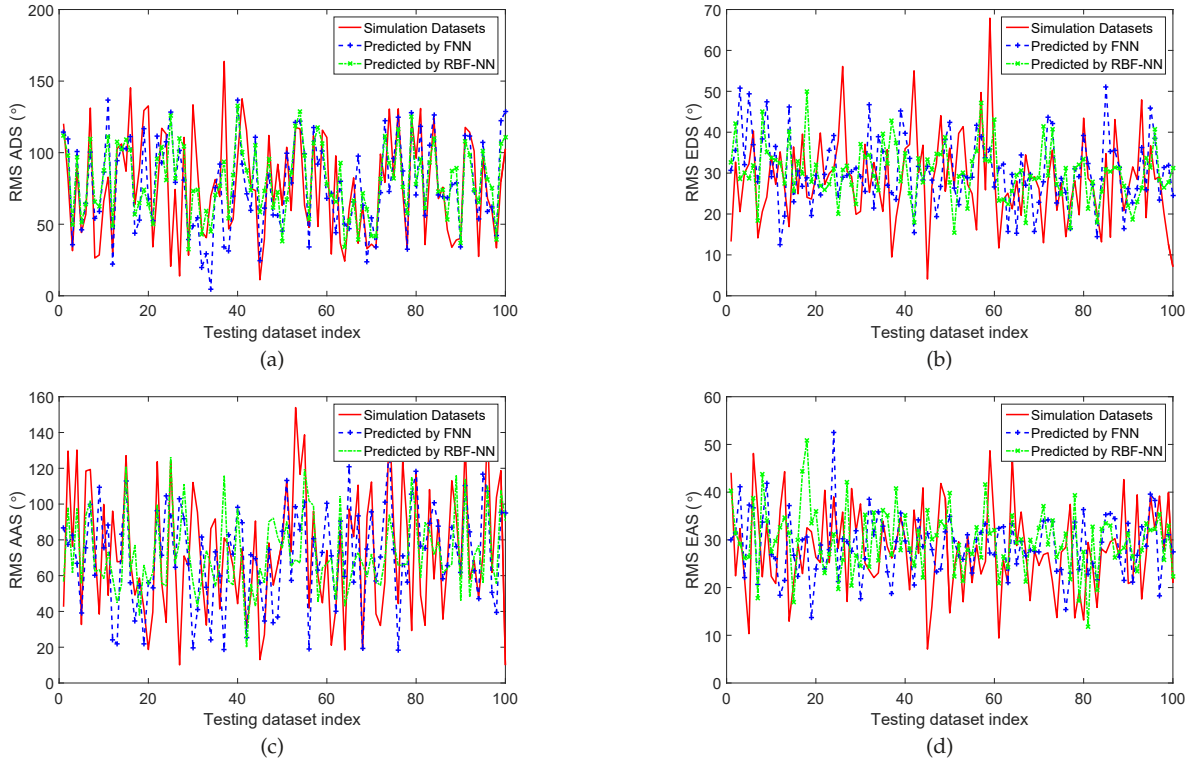 200
150
100
50
0
RMS ADS (°)
0 20 40 60 80 100
Testing dataset index
Simulation Datasets
Predicted by FNN
Predicted by RBF-NN
(a)
70
60
50
40
30
20
10
0
RMS EDS (°)
0 20 40 60 80 100
Testing dataset index
Simulation Datasets
Predicted by FNN
Predicted by RBF-NN
(b)
160
140
120
100
80
60
40
20
0
RMS AAS (°)
0 20 40 60 80 100
Testing dataset index
Simulation Datasets
Predicted by FNN
Predicted by RBF-NN
(c)
60
50
40
30
20
10
0
RMS EAS (°)
0 20 40 60 80 100
Testing dataset index
Simulation Datasets
Predicted by FNN
Predicted by RBF-NN
(d)